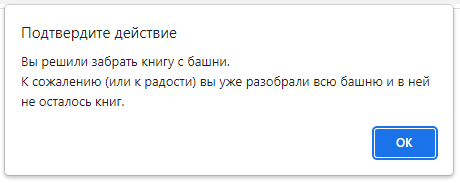 Подтвердите действие
Вы решили забрать книгу с башни.
К сожалению (или к радости) вы уже разобрали всю башню и в ней
не осталось книг.
ОК